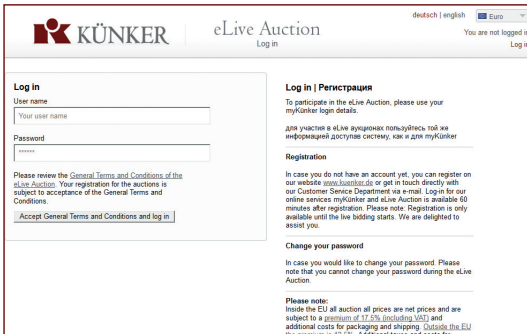 deutsch | english
Euro
KÜNKER
eLive Auction
Log in
You are not logged in
Log in
Log in
User name
Your user name
Password
******
Please review the General Terms and Conditions of the
eLive Auction. Your registration for the auctions is
subject to acceptance of the General Terms and
Conditions.
Accept General Terms and Conditions and log in
Log in | Регистрация
To participate in the eLive Auction, please use your
myKünker login details.
для участия в eLive аукционах пользуйтесь той же
информацией доступав систему, как и для myKünker
Registration
In case you do not have an account yet, you can register on
our website www.kuenker.de or get in touch directly with
our Customer Service Department via e-mail. Log-in for our
online services myKünker and eLive Auction is available 60
minutes after registration. Please note: Registration is only
available until the live bidding starts. We are delighted to
assist you.
Change your password
In case you would like to change your password. Please
note that you cannot change your password during the eLive
Auction.
Please note:
Inside the EU all auction all prices are net prices and are
subject to a premium of 17.5% (including VAT) and
additional costs for packaging and shipping. Outside the EU